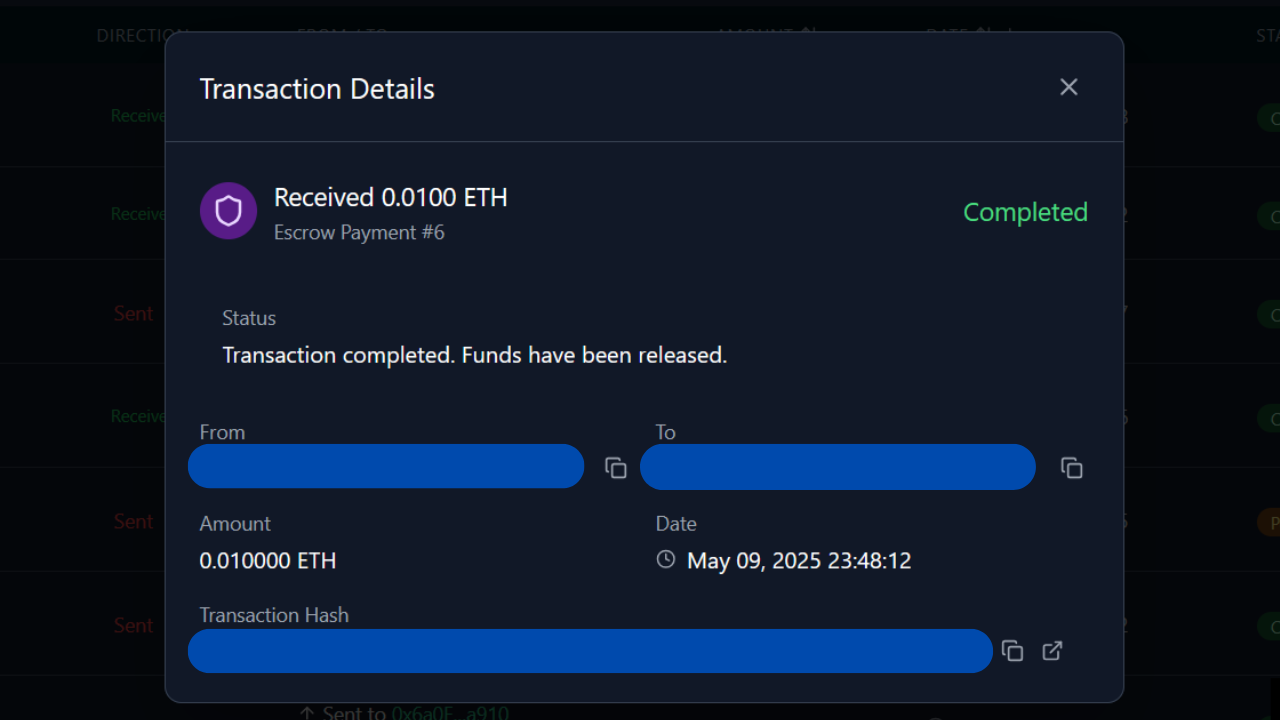 DIRECTION
Transaction Details
Receive
Received 0.0100 ETH
Completed
Escrow Payment #6
Receive
Status
Sent
Transaction completed. Funds have been released.
Receive
From
To
Amount
Date
Sent
0.010000 ETH
May 09, 2025 23:48:12
Transaction Hash
Sent
↑ Sent to 0x6a0F...a910